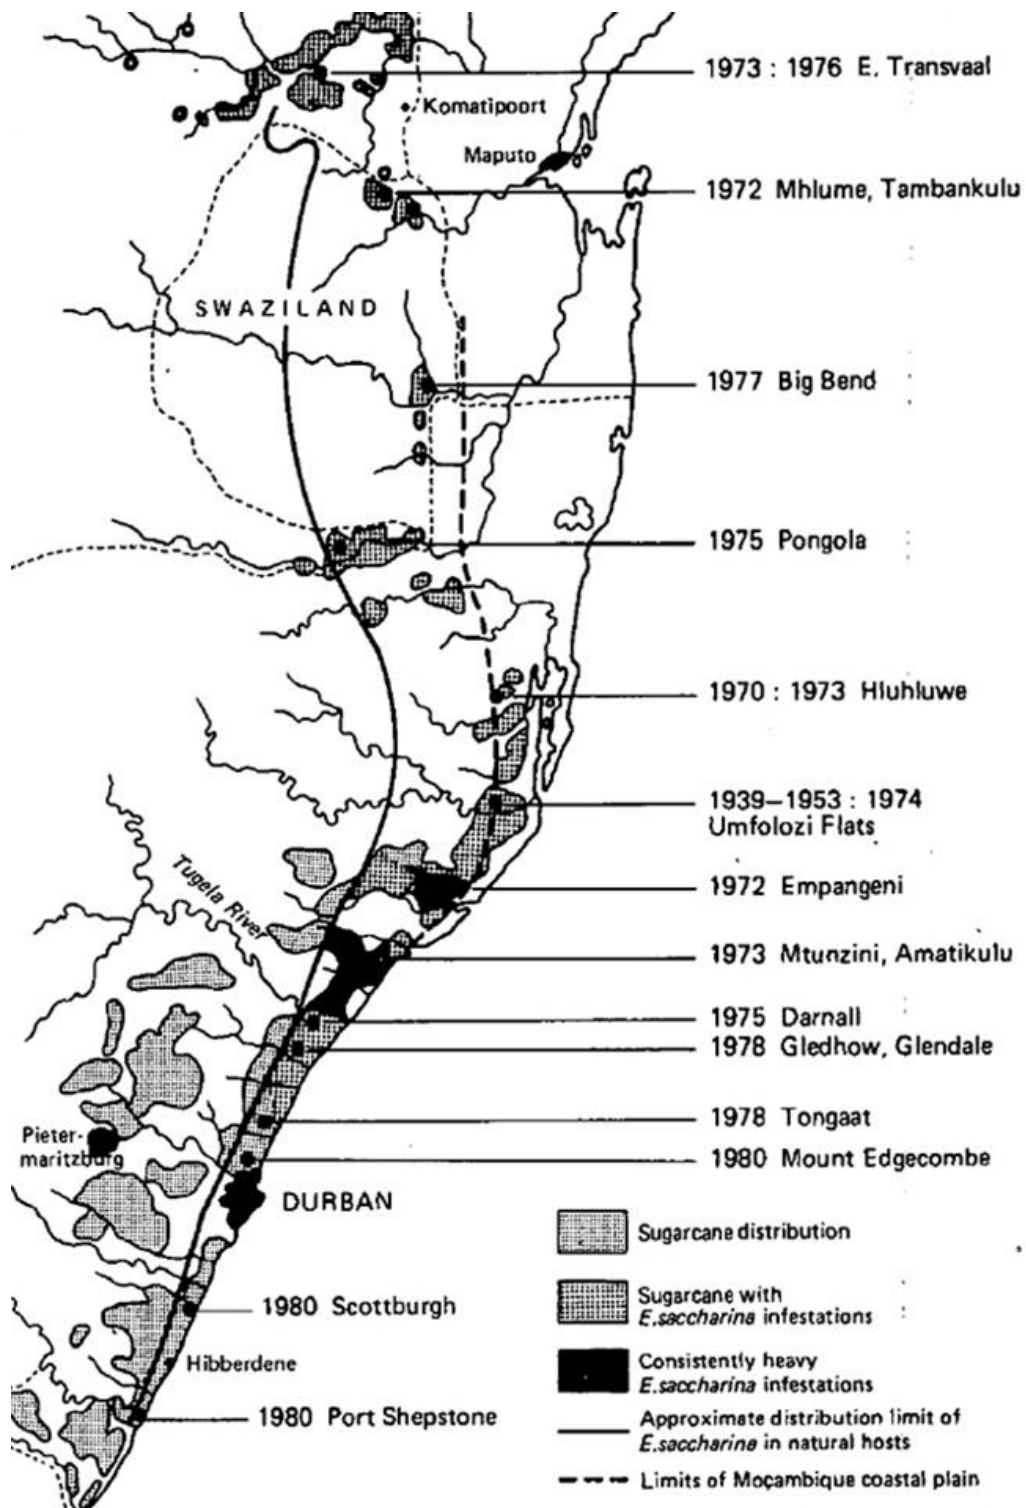 1973 : 1976 E. Transvaal
Komatipoort
Maputo
1972 Mhlume, Tambankulu
SWAZILAND
1977 Big Bend
1975 Pongola
1970 : 1973 Hluhluwe
1939–1953 : 1974
Umfolozi Flats
Tugela River
1972 Empangeni
1973 Mtunzini, Amatikulu
1975 Darnall
1978 Gledhow, Glendale
1978 Tongaat
Pieter-
maritzburg
1980 Mount Edgecombe
DURBAN
Sugarcane distribution
1980 Scottburgh
Sugarcane with
E.saccharina infestations
Hibberdene
Consistently heavy
E.saccharina infestations
1980 Port Shepstone
Approximate distribution limit of
E.saccharina in natural hosts
Limits of Moçambique coastal plain